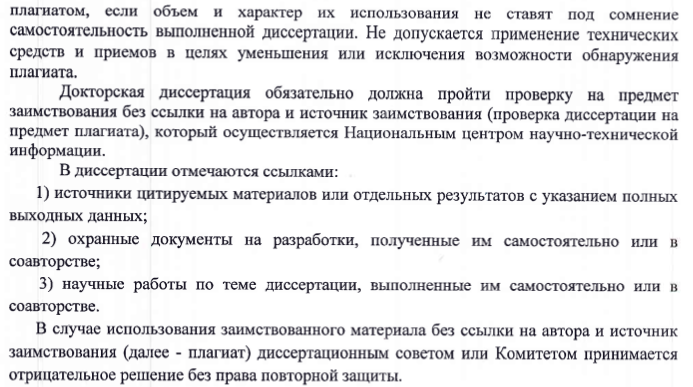 плагиатом, если объем и характер их использования не ставят под сомнение
самостоятельность выполненной диссертации. Не допускается применение технических
средств и приемов в целях уменьшения или исключения возможности обнаружения
плагиата.
Докторская диссертация обязательно должна пройти проверку на предмет
заимствования без ссылки на автора и источник заимствования (проверка диссертации на
предмет плагиата), который осуществляется Национальным центром научно-технической
информации.
В диссертации отмечаются ссылками:
1) источники цитируемых материалов или отдельных результатов с указанием полных
выходных данных;
2) охранные документы на разработки, полученные им самостоятельно или в
соавторстве;
3) научные работы по теме диссертации, выполненные им самостоятельно или в
соавторстве.
В случае использования заимствованного материала без ссылки на автора и источник
заимствования (далее - плагиат) диссертационным советом или Комитетом принимается
отрицательное решение без права повторной защиты.